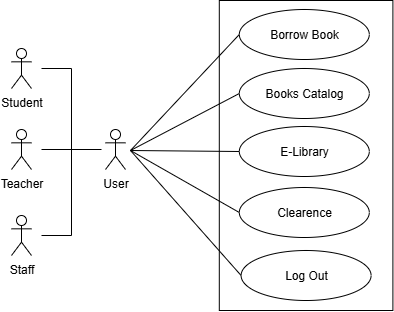 Borrow Book
Student
Books Catalog
Teacher
User
E-Library
Staff
Clearence
Log Out